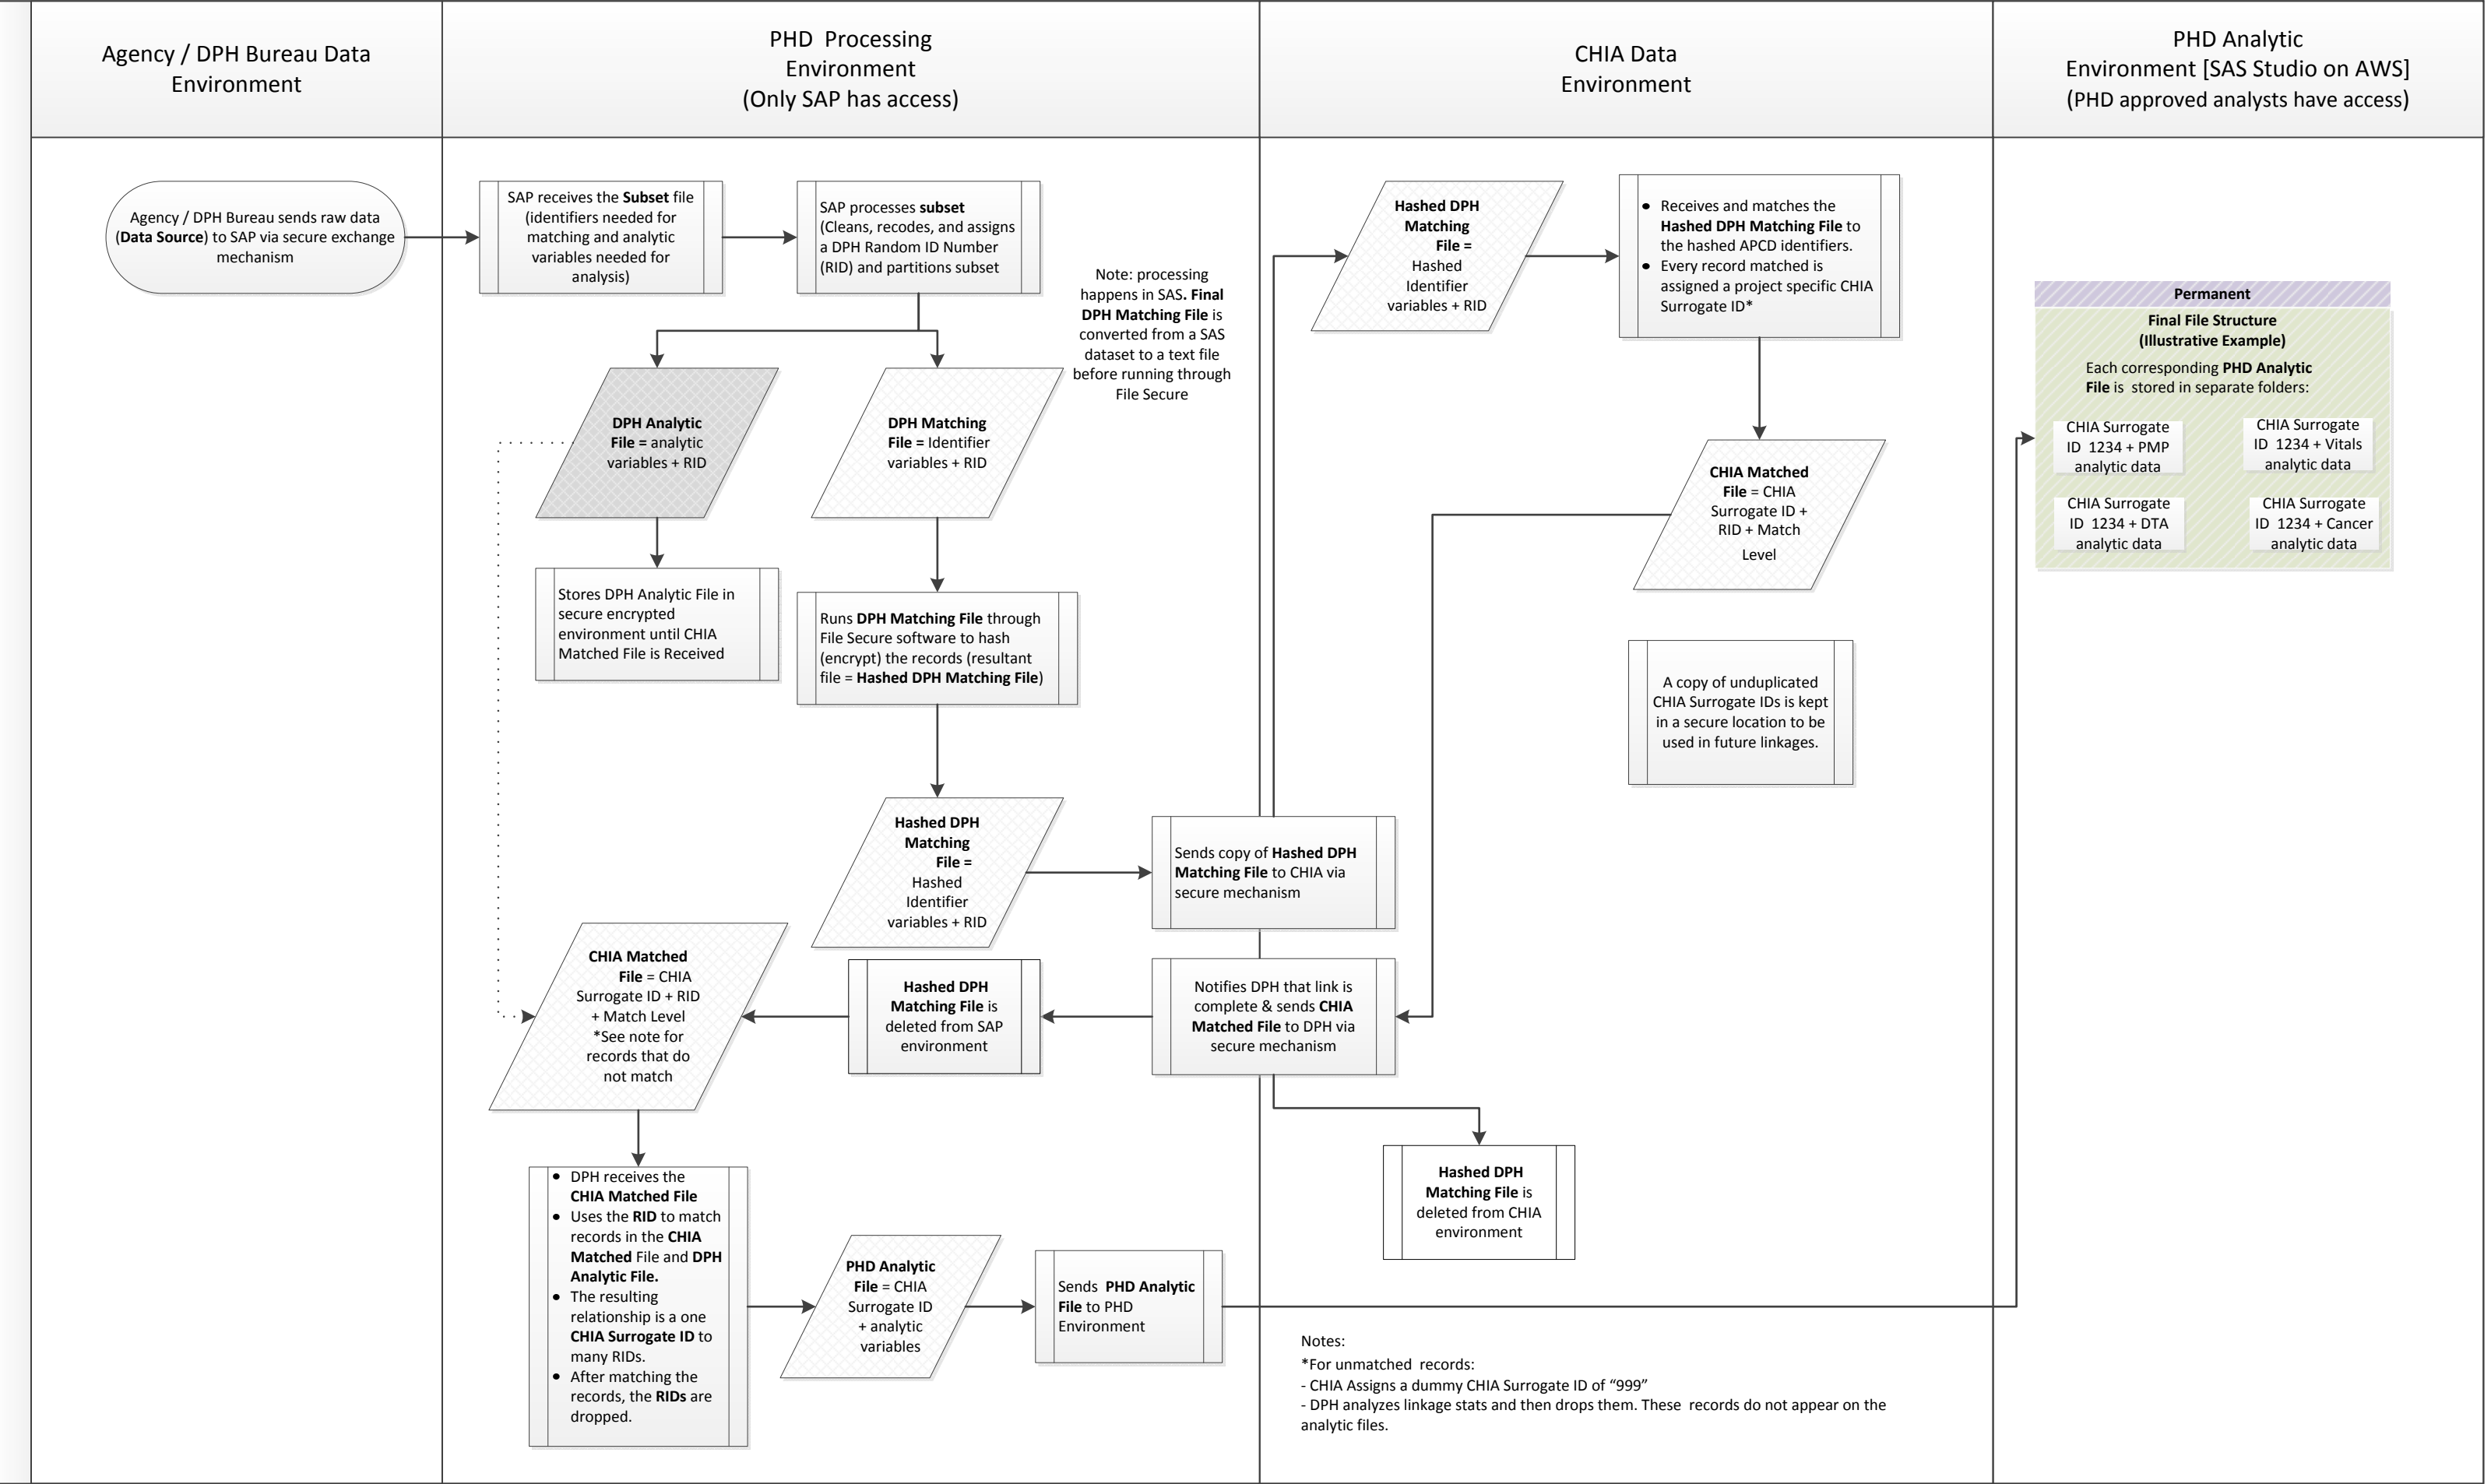 Agency / DPH Bureau Data
Environment
PHD Processing
Environment
(Only SAP has access)
CHIA Data
Environment
PHD Analytic
Environment [SAS Studio on AWS]
(PHD approved analysts have access)
Agency / DPH Bureau sends raw data
(Data Source) to SAP via secure exchange
mechanism
SAP receives the Subset file
(identifiers needed for
matching and analytic
variables needed for
analysis)
SAP processes subset
(Cleans, recodes, and assigns
a DPH Random ID Number
(RID) and partitions subset
Note: processing
happens in SAS. Final
DPH Matching File is
converted from a SAS
dataset to a text file
before running through
File Secure
DPH Analytic
File = analytic
variables + RID
DPH Matching
File = Identifier
variables + RID
Stores DPH Analytic File in
secure encrypted
environment until CHIA
Matched File is Received
Runs DPH Matching File through
File Secure software to hash
(encrypt) the records (resultant
file = Hashed DPH Matching File)
Hashed DPH
Matching
File =
Hashed
Identifier
variables + RID
Sends copy of Hashed DPH
Matching File to CHIA via
secure mechanism
Hashed DPH
Matching
File =
Hashed
Identifier
variables + RID
• Receives and matches the
Hashed DPH Matching File to
the hashed APCD identifiers.
• Every record matched is
assigned a project specific CHIA
Surrogate ID*
CHIA Matched
File = CHIA
Surrogate ID +
RID + Match
Level
A copy of unduplicated
CHIA Surrogate IDs is kept
in a secure location to be
used in future linkages.
Notifies DPH that link is
complete & sends CHIA
Matched File to DPH via
secure mechanism
Hashed DPH
Matching File is
deleted from SAP
environment
Hashed DPH
Matching File is
deleted from CHIA
environment
CHIA Matched
File = CHIA
Surrogate ID + RID
+ Match Level
*See note for
records that do
not match
• DPH receives the
CHIA Matched File
• Uses the RID to match
records in the CHIA
Matched File and DPH
Analytic File.
• The resulting
relationship is a one
CHIA Surrogate ID to
many RIDs.
• After matching the
records, the RIDs are
dropped.
PHD Analytic
File = CHIA
Surrogate ID
+ analytic
variables
Sends PHD Analytic
File to PHD
Environment
Notes:
*For unmatched records:
- CHIA Assigns a dummy CHIA Surrogate ID of “999”
- DPH analyzes linkage stats and then drops them. These records do not appear on the
analytic files.
Permanent
Final File Structure
(Illustrative Example)
Each corresponding PHD Analytic
File is stored in separate folders:
CHIA Surrogate
ID 1234 + PMP
analytic data
CHIA Surrogate
ID 1234 + Vitals
analytic data
CHIA Surrogate
ID 1234 + DTA
analytic data
CHIA Surrogate
ID 1234 + Cancer
analytic data